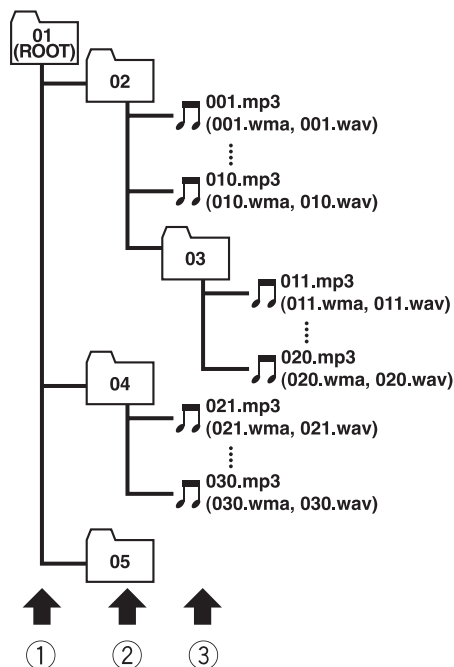 01
(ROOT)
02
001.mp3
(001.wma, 001.wav)
010.mp3
(010.wma, 010.wav)
03
011.mp3
(011.wma, 011.wav)
020.mp3
(020.wma, 020.wav)
04
021.mp3
(021.wma, 021.wav)
030.mp3
(030.wma, 030.wav)
05
① ② ③